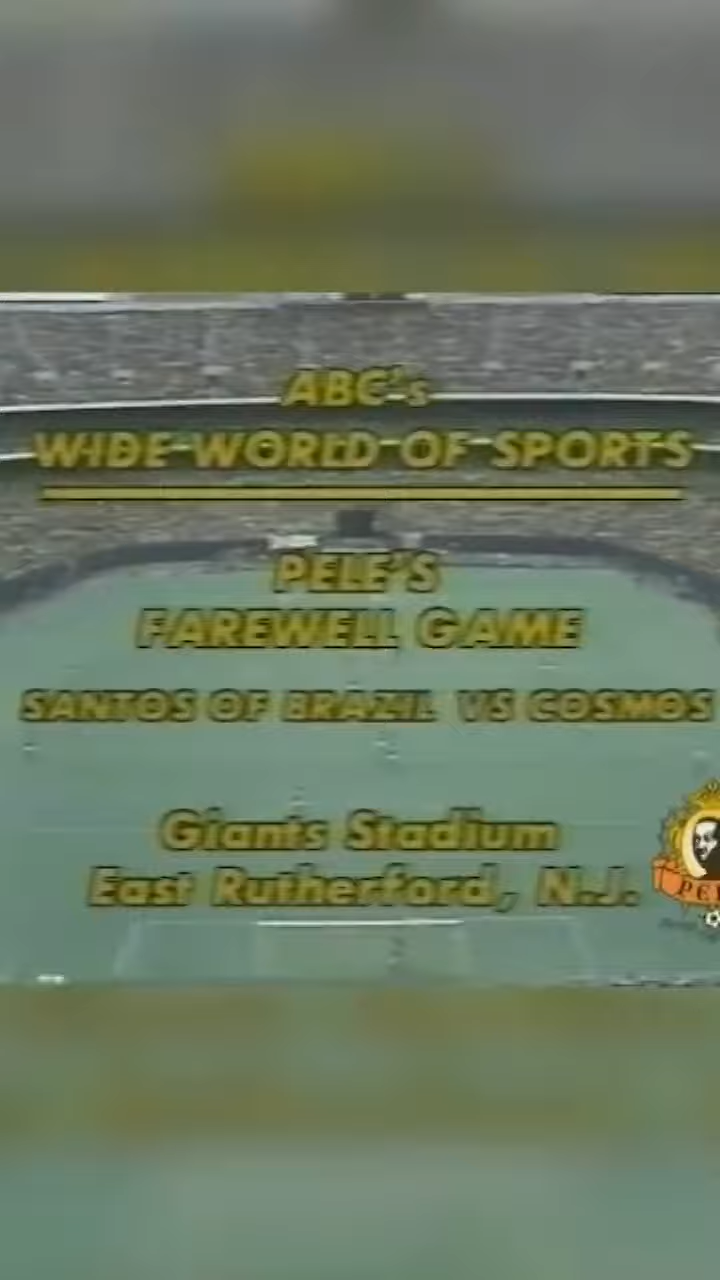 ABC's
WIDE WORLD OF SPORTS
PELE'S
FAREWELL GAME
SANTOS OF BRAZIL VS COSMOS
Giants Stadium
East Rutherford, N.J.